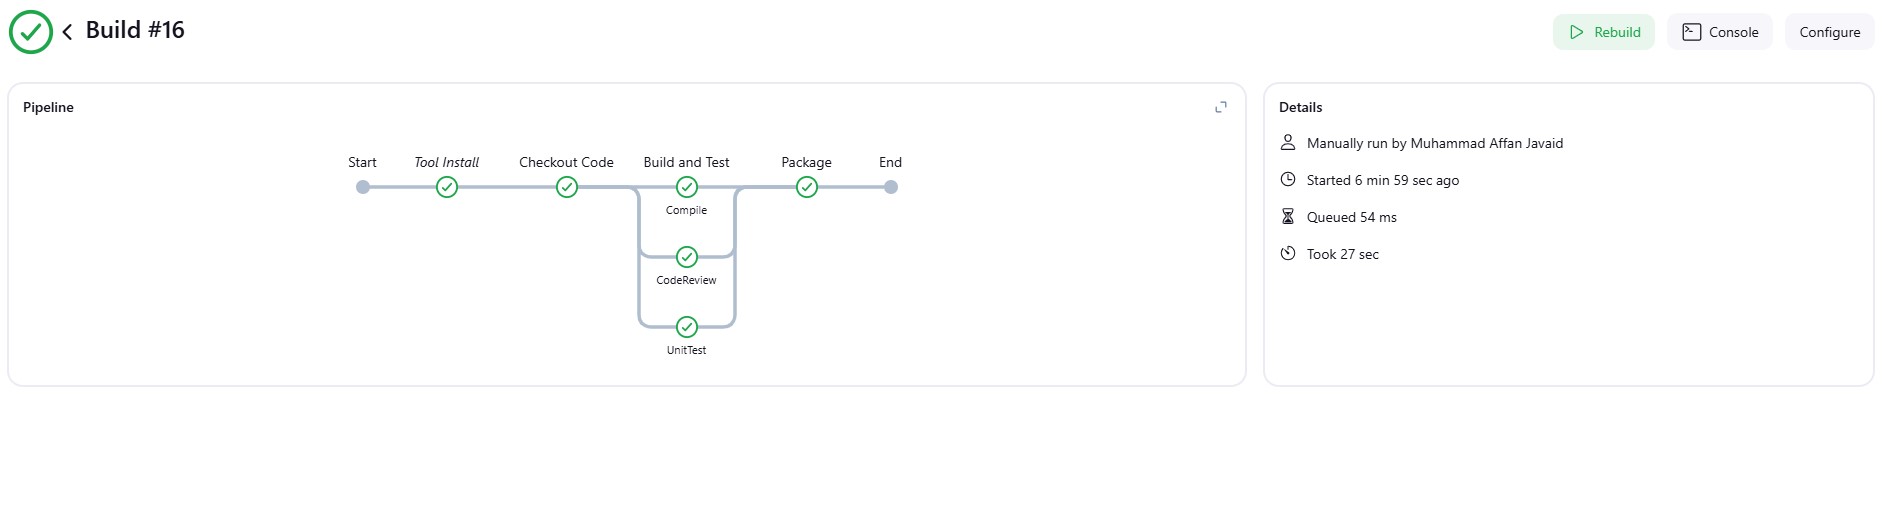 Build #16
Rebuild
Console
Configure
Pipeline
Start
Tool Install
Checkout Code
Build and Test
Package
End
Compile
CodeReview
UnitTest
Details
Manually run by Muhammad Affan Javaid
Started 6 min 59 sec ago
Queued 54 ms
Took 27 sec